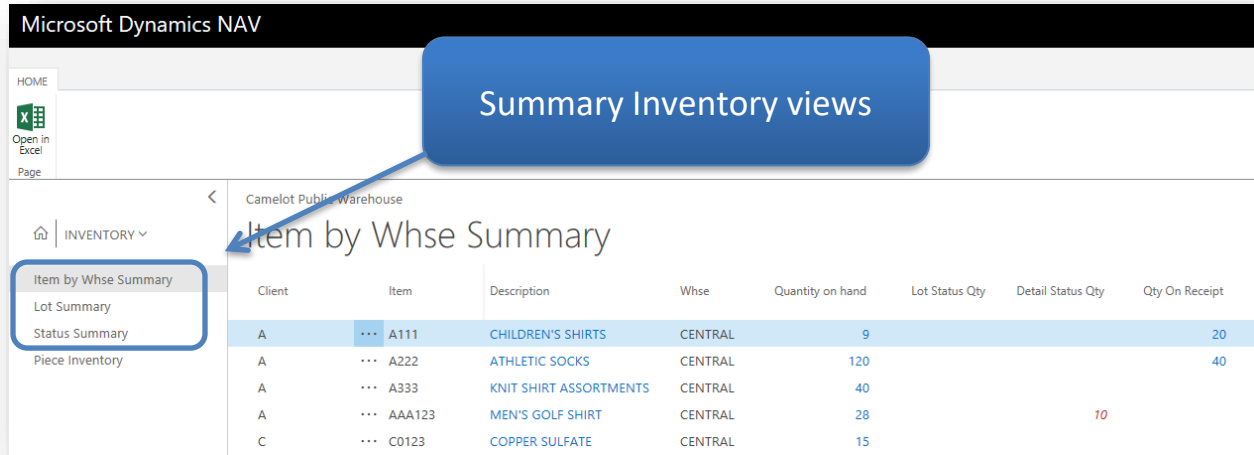 Microsoft Dynamics NAV
Summary Inventory views
HOME
Open in
Excel
Page
Camelot Public Warehouse
INVENTORY
Item by Whse Summary
Item by Whse Summary
Lot Summary
Status Summary
Piece Inventory
Client Item Description Whse Quantity on hand Lot Status Qty Detail Status Qty Qty On Receipt
A ··· A111 CHILDREN'S SHIRTS CENTRAL 9 20
A ··· A222 ATHLETIC SOCKS CENTRAL 120 40
A ··· A333 KNIT SHIRT ASSORTMENTS CENTRAL 40
A ··· AAA123 MEN'S GOLF SHIRT CENTRAL 28 10
C ··· C0123 COPPER SULFATE CENTRAL 15